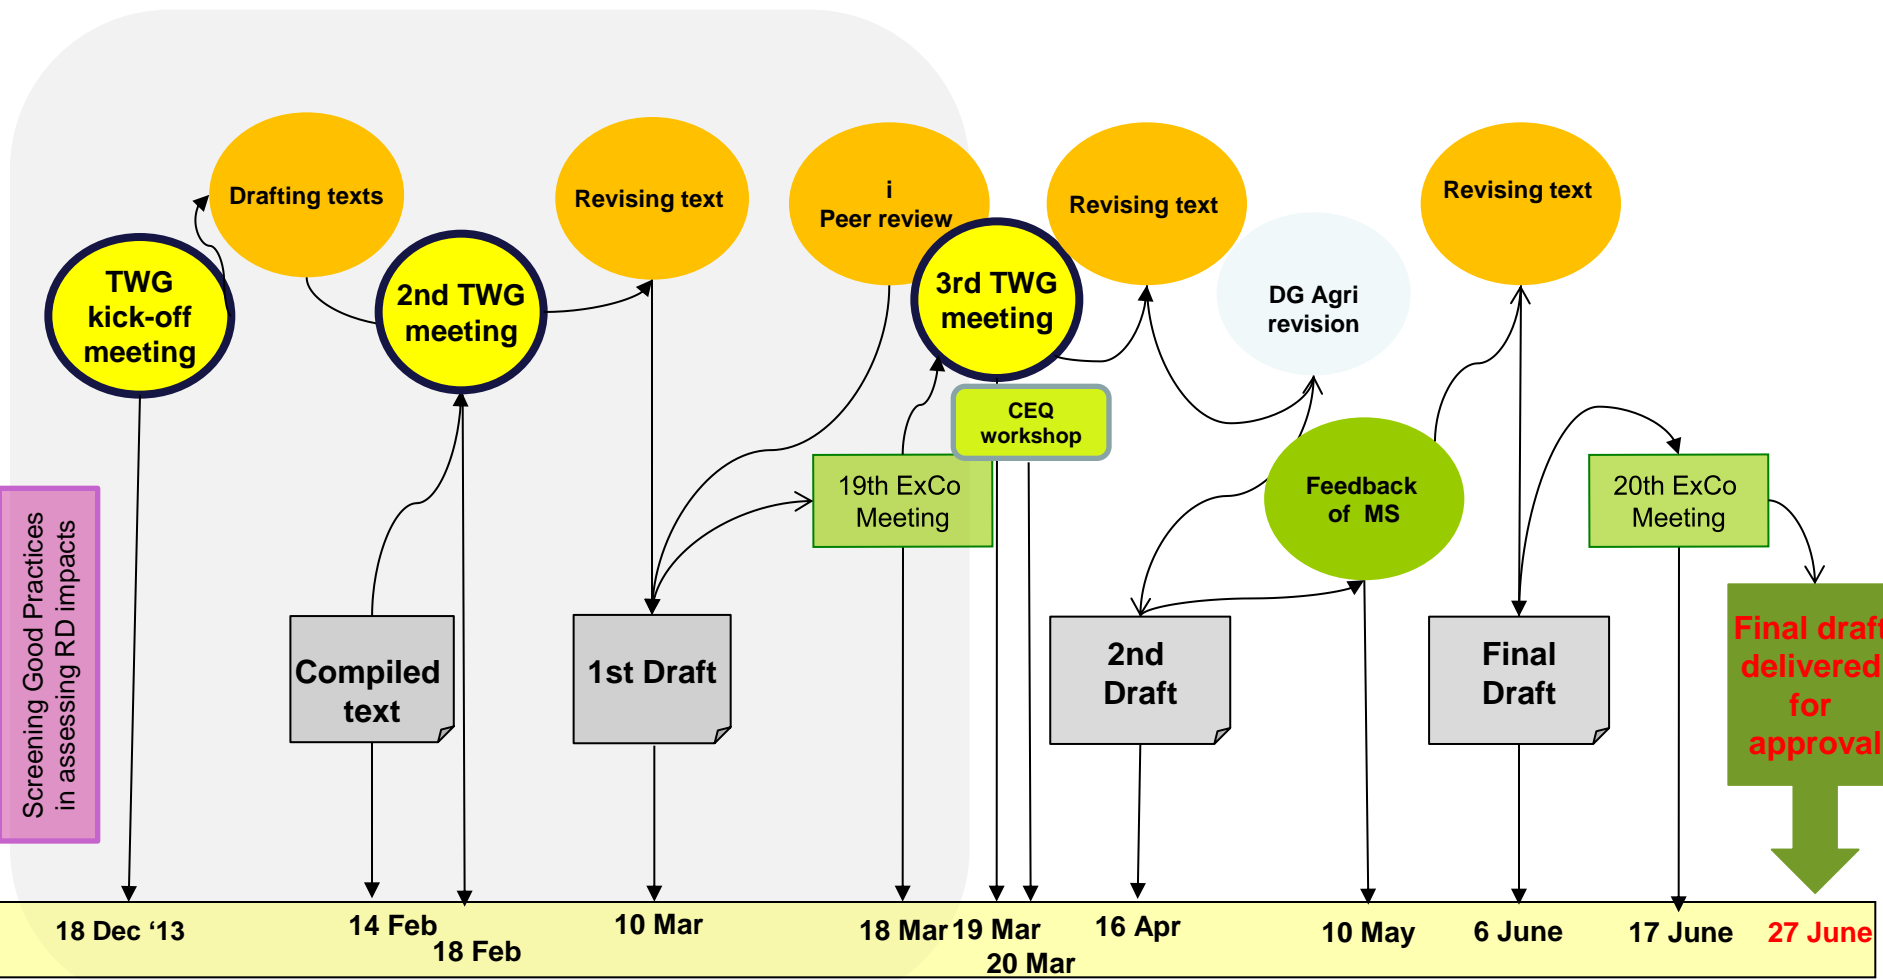 Drafting texts
Revising text
i
Peer review
Revising text
Revising text
TWG
kick-off
meeting
2nd TWG
meeting
3rd TWG
meeting
DG Agri
revision
CEQ
workshop
19th ExCo
Meeting
Feedback
of MS
20th ExCo
Meeting
Screening Good Practices
in assessing RD impacts
Compiled
text
1st Draft
2nd
Draft
Final
Draft
Final draft
delivered
for
approval
18 Dec ‘13
14 Feb
18 Feb
10 Mar
18 Mar
19 Mar
20 Mar
16 Apr
10 May
6 June
17 June
27 June